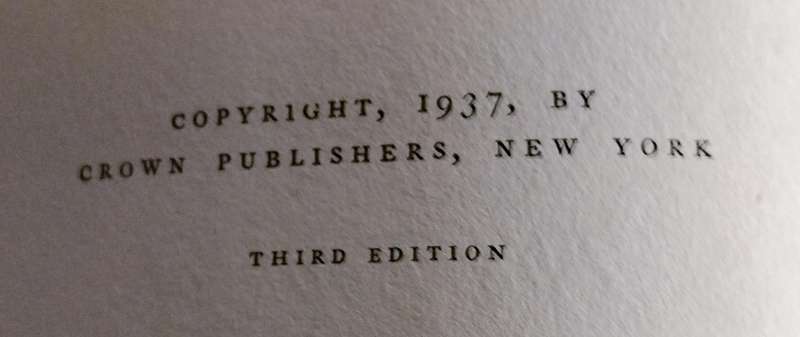 COPYRIGHT, 1937, BY
CROWN PUBLISHERS, NEW YORK
THIRD EDITION